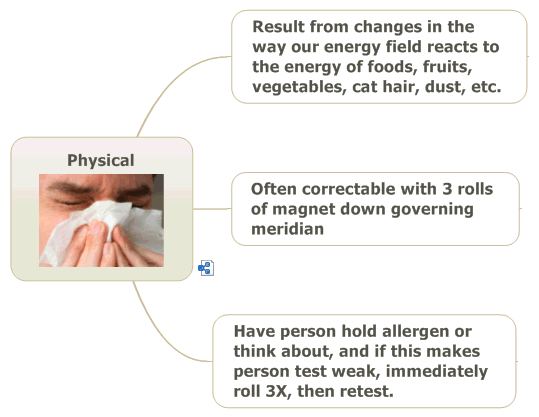 Result from changes in the
way our energy field reacts to
the energy of foods, fruits,
vegetables, cat hair, dust, etc.
Physical
Often correctable with 3 rolls
of magnet down governing
meridian
Have person hold allergen or
think about, and if this makes
person test weak, immediately
roll 3X, then retest.